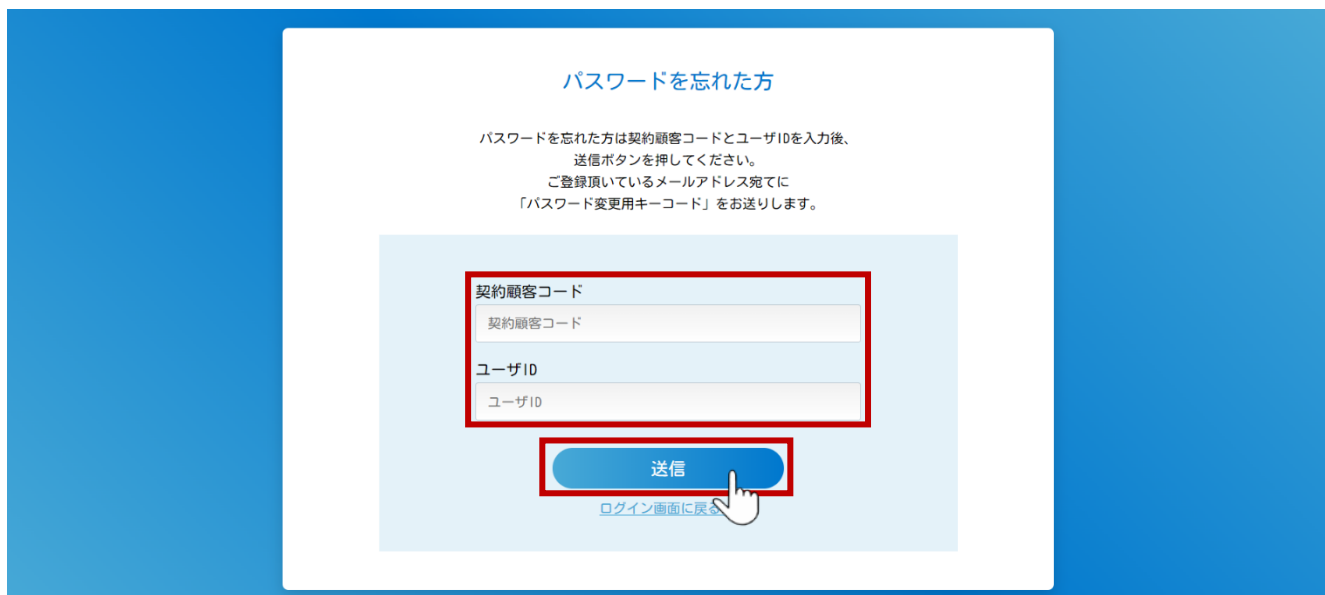 パスワードを忘れた方
パスワードを忘れた方は契約顧客コードとユーザIDを入力後、
送信ボタンを押してください。
ご登録頂いているメールアドレス宛てに
「パスワード変更用キーコード」をお送りします。
契約顧客コード
契約顧客コード
ユーザID
ユーザID
送信
ログイン画面に戻る